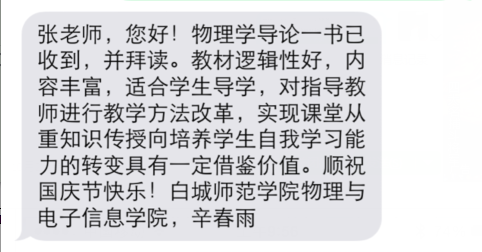 张老师，您好！物理学导论一书已
收到，并拜读。教材逻辑性好，内
容丰富，适合学生导学，对指导教
师进行教学方法改革，实现课堂从
重知识传授向培养学生自我学习能
力的转变具有一定借鉴价值。顺祝
国庆节快乐！白城师范学院物理与
电子信息学院，辛春雨